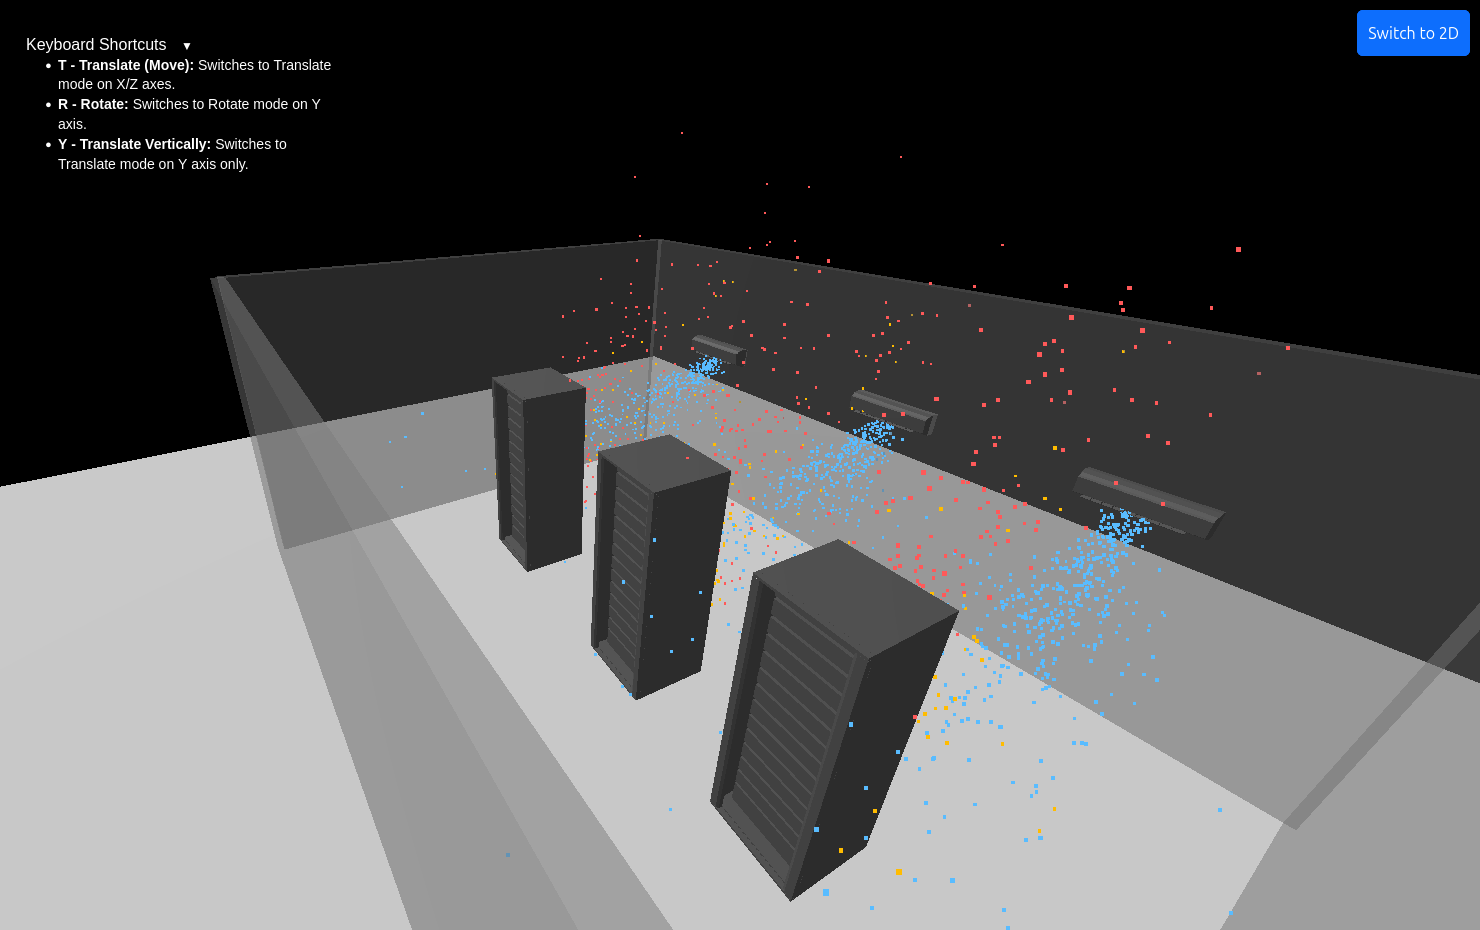 Switch to 2D
Keyboard Shortcuts ▼
• T - Translate (Move): Switches to Translate
mode on X/Z axes.
• R - Rotate: Switches to Rotate mode on Y
axis.
• Y - Translate Vertically: Switches to
Translate mode on Y axis only.